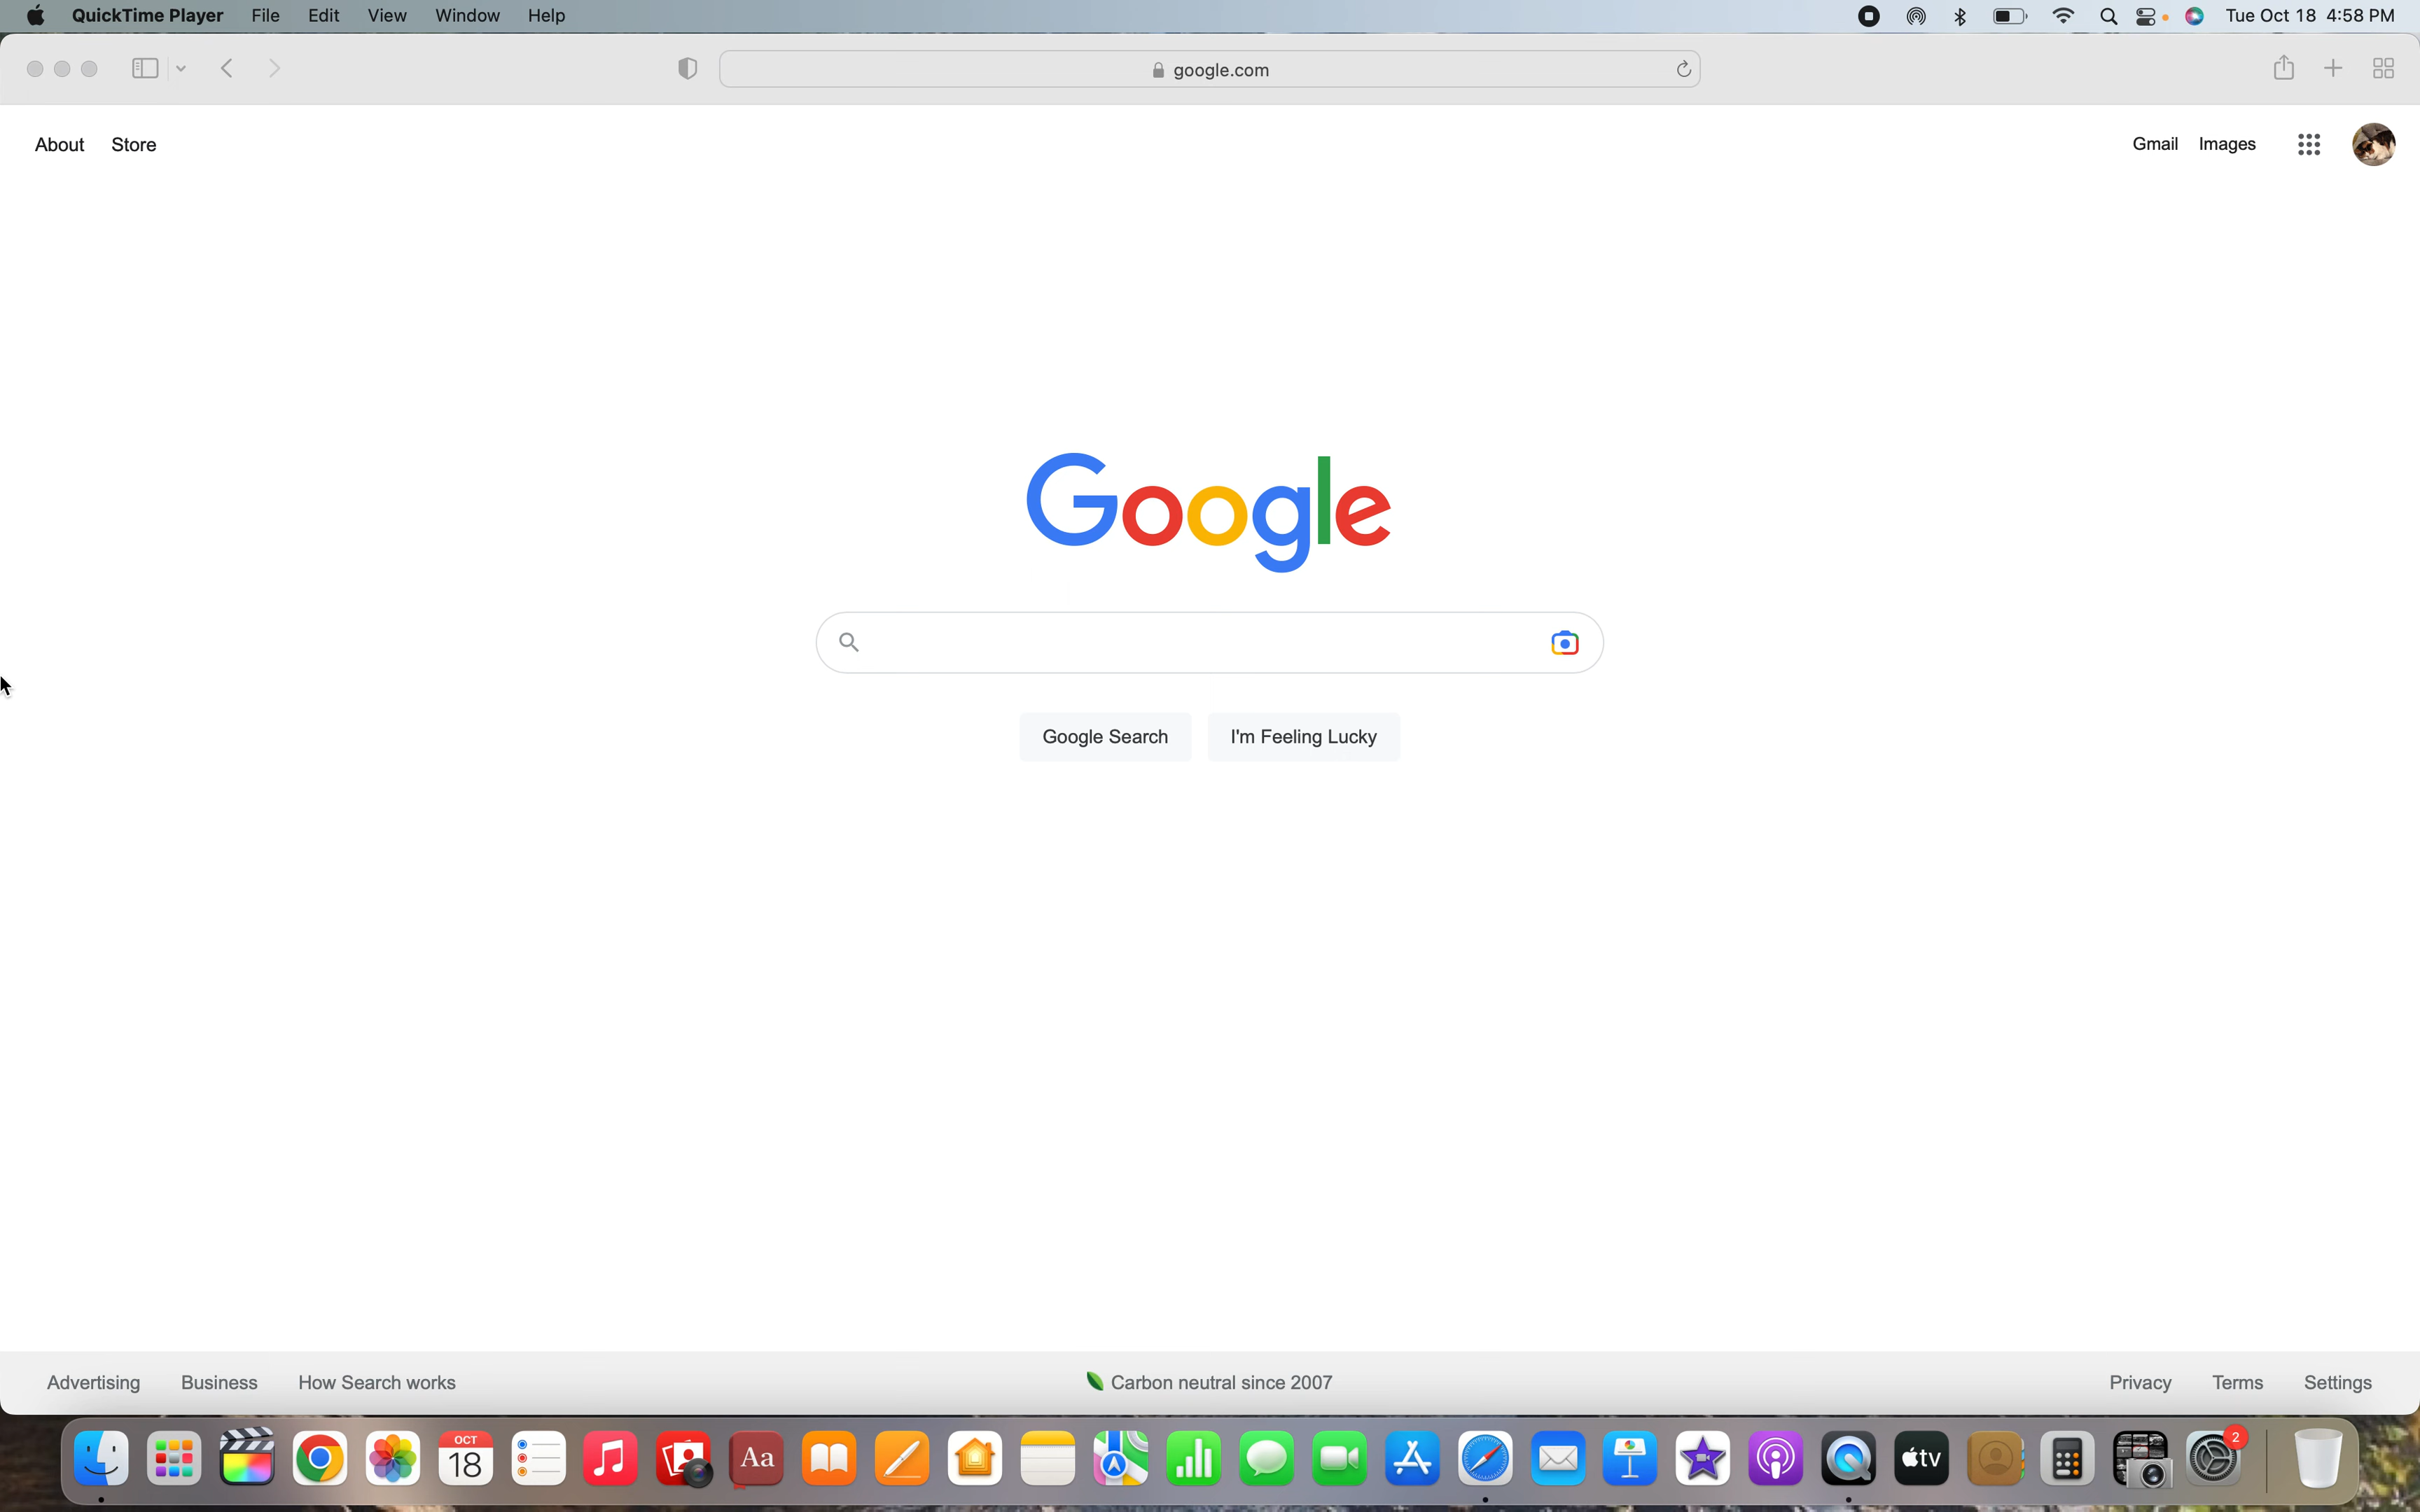 QuickTime Player File Edit View Window Help Tue Oct 18 4:58 PM
google.com
About Store Gmail Images
Google
Google Search I'm Feeling Lucky
Advertising Business How Search works Carbon neutral since 2007 Privacy Terms Settings
OCT
18
Aa
tv
2